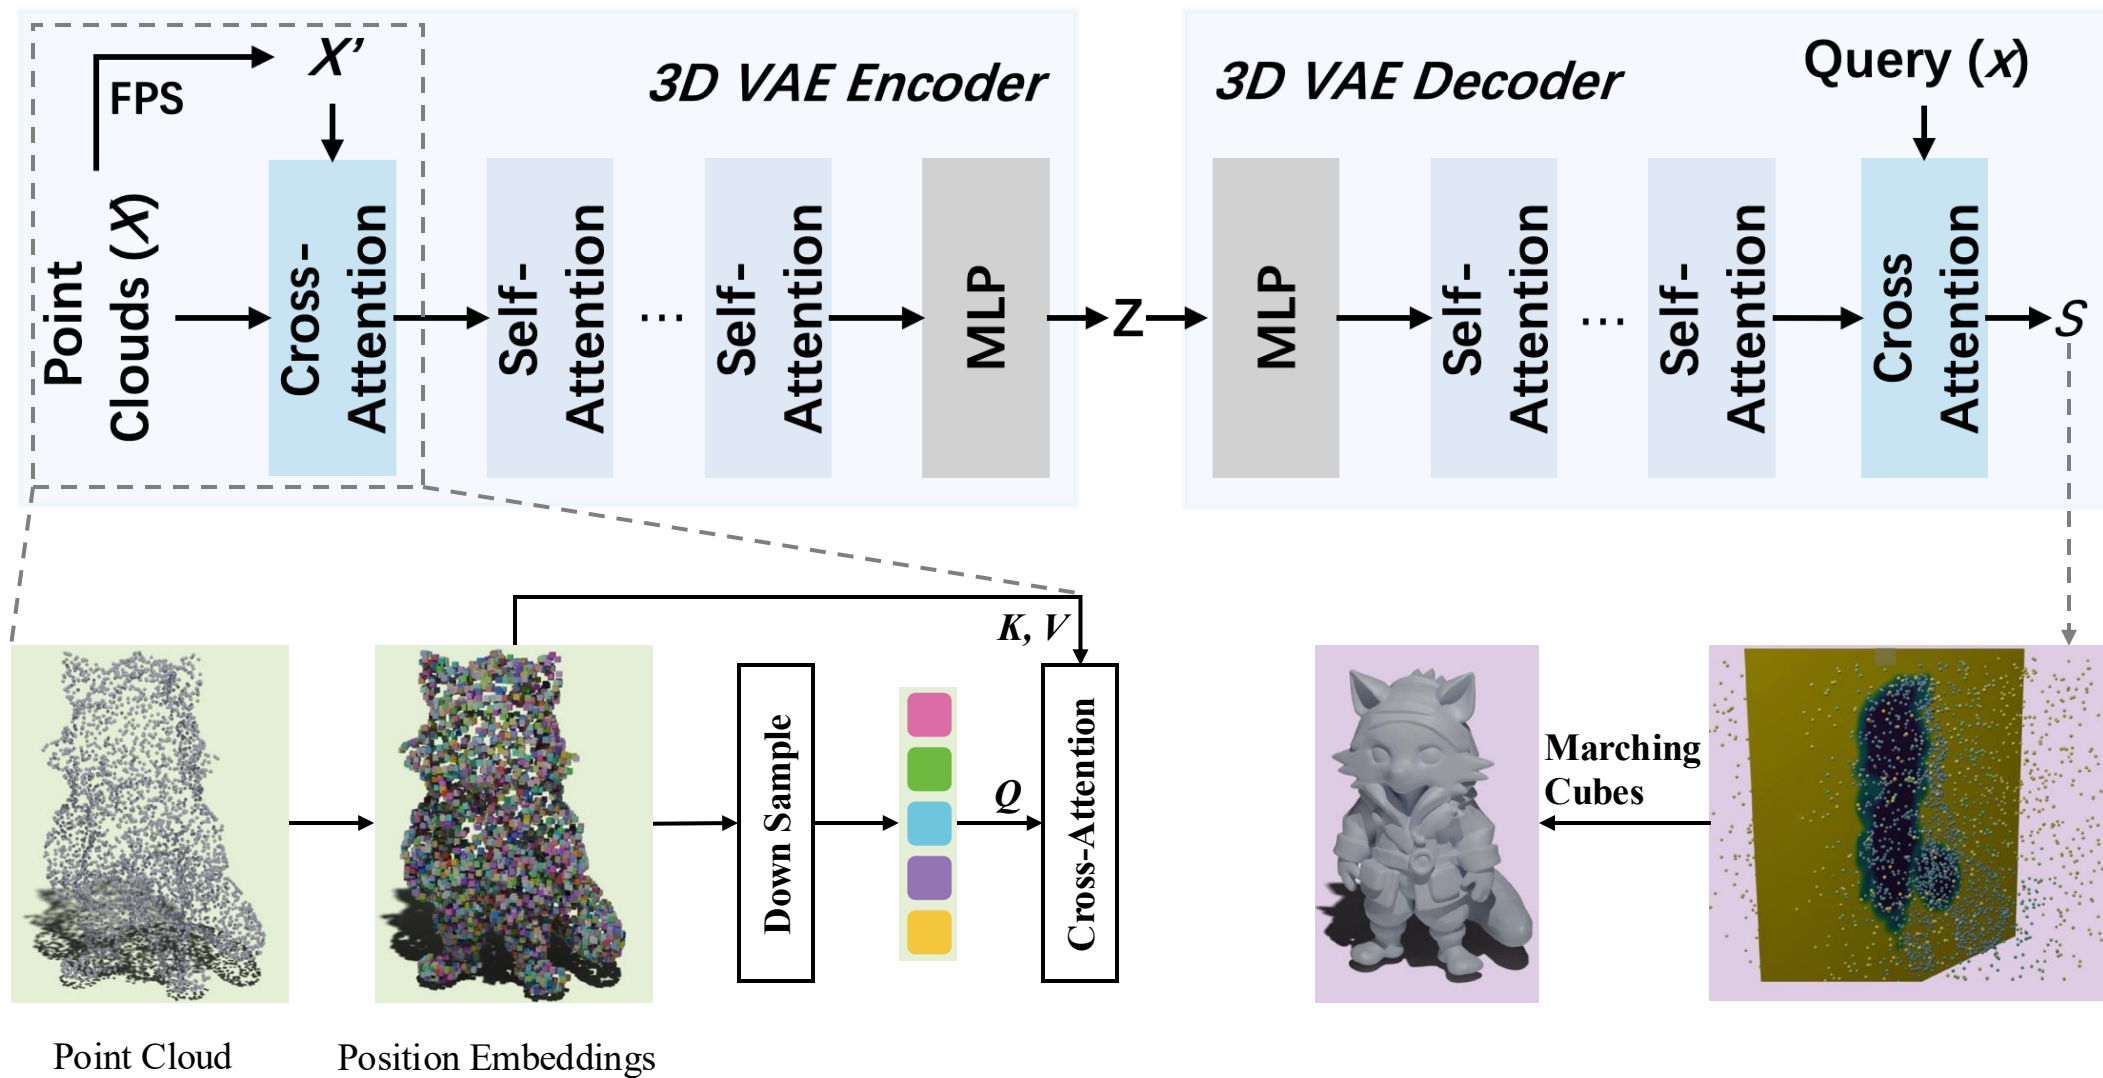 X'
FPS
3D VAE Encoder
Point
Clouds (X)
Cross-
Attention
Self-
Attention
...
Self-
Attention
MLP
Z
3D VAE Decoder
Query (x)
MLP
Self-
Attention
...
Self-
Attention
Cross
Attention
S
K, V
Down Sample
Q
Cross-Attention
Marching
Cubes
Point Cloud
Position Embeddings